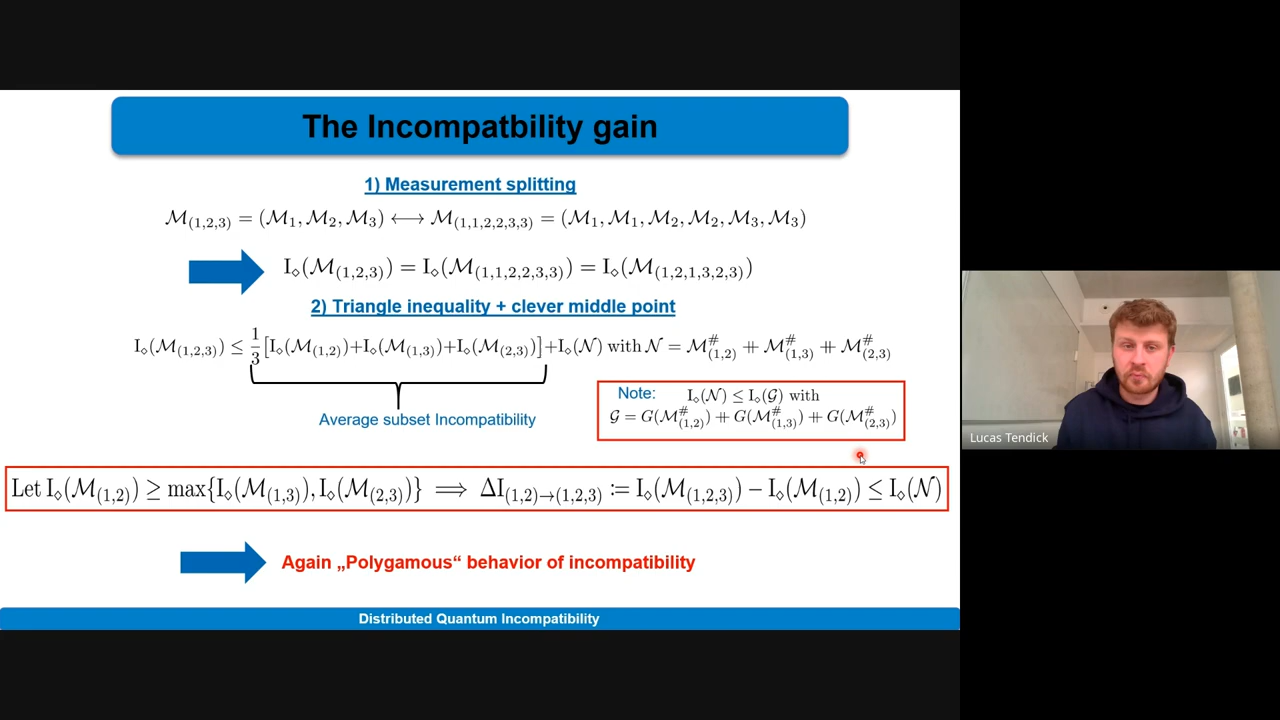 The Incompatbility gain
1) Measurement splitting
ℳ(1,2,3) = (ℳ₁, ℳ₂, ℳ₃) ⟷ ℳ(1,1,2,2,3,3) = (ℳ₁, ℳ₁, ℳ₂, ℳ₂, ℳ₃, ℳ₃)
I⋄(ℳ(1,2,3)) = I⋄(ℳ(1,1,2,2,3,3)) = I⋄(ℳ(1,2,1,3,2,3))
2) Triangle inequality + clever middle point
I⋄(ℳ(1,2,3)) ≤ 1/3 [I⋄(ℳ(1,2))+I⋄(ℳ(1,3))+I⋄(ℳ(2,3))]+I⋄(𝒩) with 𝒩 = ℳ#(1,2) + ℳ#(1,3) + ℳ#(2,3)
Average subset Incompatibility
Note: I⋄(𝒩) ≤ I⋄(𝒢) with
𝒢 = G(ℳ#(1,2)) + G(ℳ#(1,3)) + G(ℳ#(2,3))
Lucas Tendick
Let I⋄(ℳ(1,2)) ≥ max{I⋄(ℳ(1,3)), I⋄(ℳ(2,3))} ⟹ ΔI(1,2)→(1,2,3) := I⋄(ℳ(1,2,3)) − I⋄(ℳ(1,2)) ≤ I⋄(𝒩)
Again „Polygamous“ behavior of incompatibility
Distributed Quantum Incompatibility